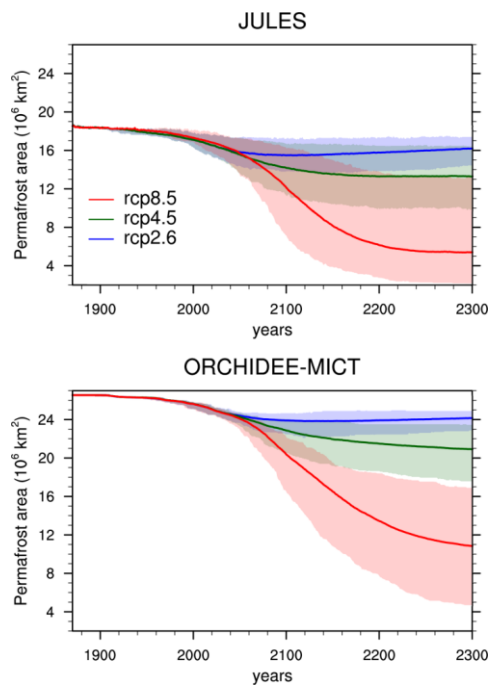 JULES
Permafrost area (10⁶ km²)
24
20
16
12
8
4
rcp8.5
rcp4.5
rcp2.6
1900 2000 2100 2200 2300
years
ORCHIDEE-MICT
Permafrost area (10⁶ km²)
24
20
16
12
8
4
1900 2000 2100 2200 2300
years